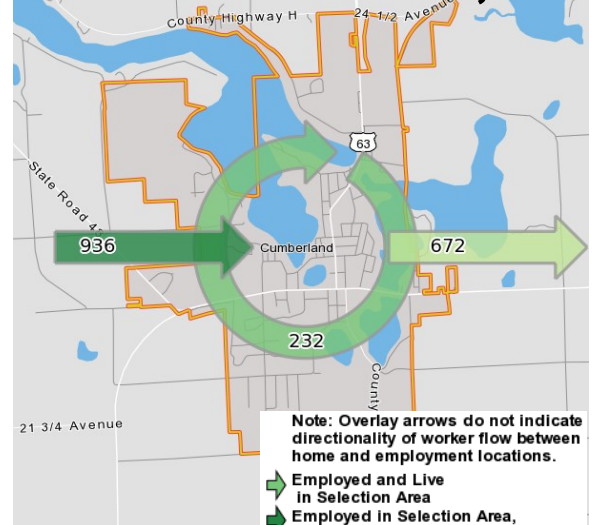 County Highway H
24 1/2 Avenue
63
State Road 4
936
Cumberland
672
232
County
21 3/4 Avenue
Note: Overlay arrows do not indicate
directionality of worker flow between
home and employment locations.
Employed and Live
in Selection Area
Employed in Selection Area,